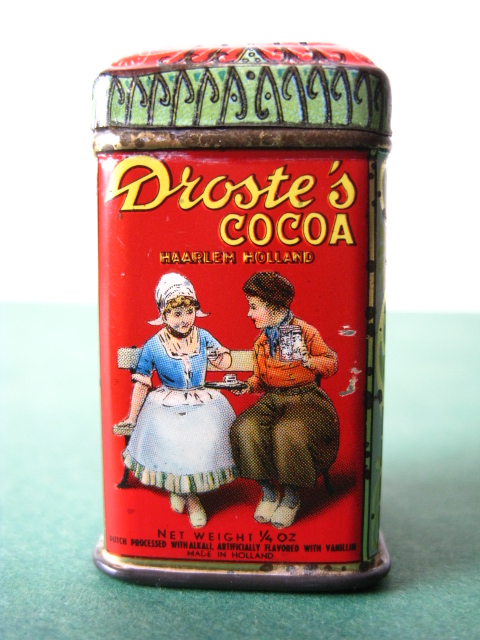 Droste's
COCOA
HAARLEM HOLLAND
NET WEIGHT 1/4 OZ
DUTCH PROCESSED WITH ALKALI, ARTIFICIALLY FLAVORED WITH VANILLIN
MADE IN HOLLAND